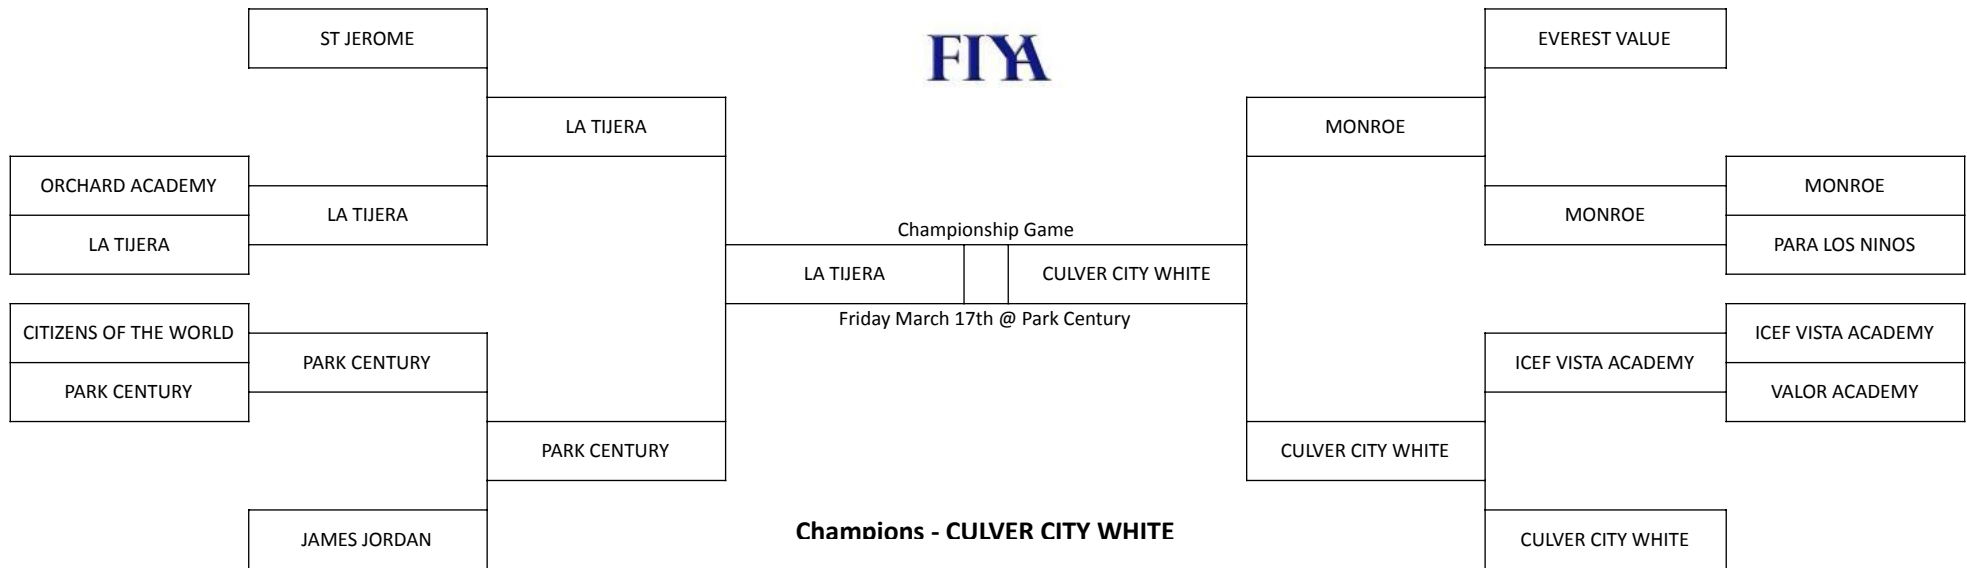 ST JEROME
FIYA
EVEREST VALUE
LA TIJERA
MONROE
ORCHARD ACADEMY
MONROE
LA TIJERA
MONROE
LA TIJERA
PARA LOS NINOS
Championship Game
LA TIJERA
CULVER CITY WHITE
Friday March 17th @ Park Century
CITIZENS OF THE WORLD
ICEF VISTA ACADEMY
PARK CENTURY
ICEF VISTA ACADEMY
PARK CENTURY
VALOR ACADEMY
PARK CENTURY
CULVER CITY WHITE
Champions - CULVER CITY WHITE
JAMES JORDAN
CULVER CITY WHITE